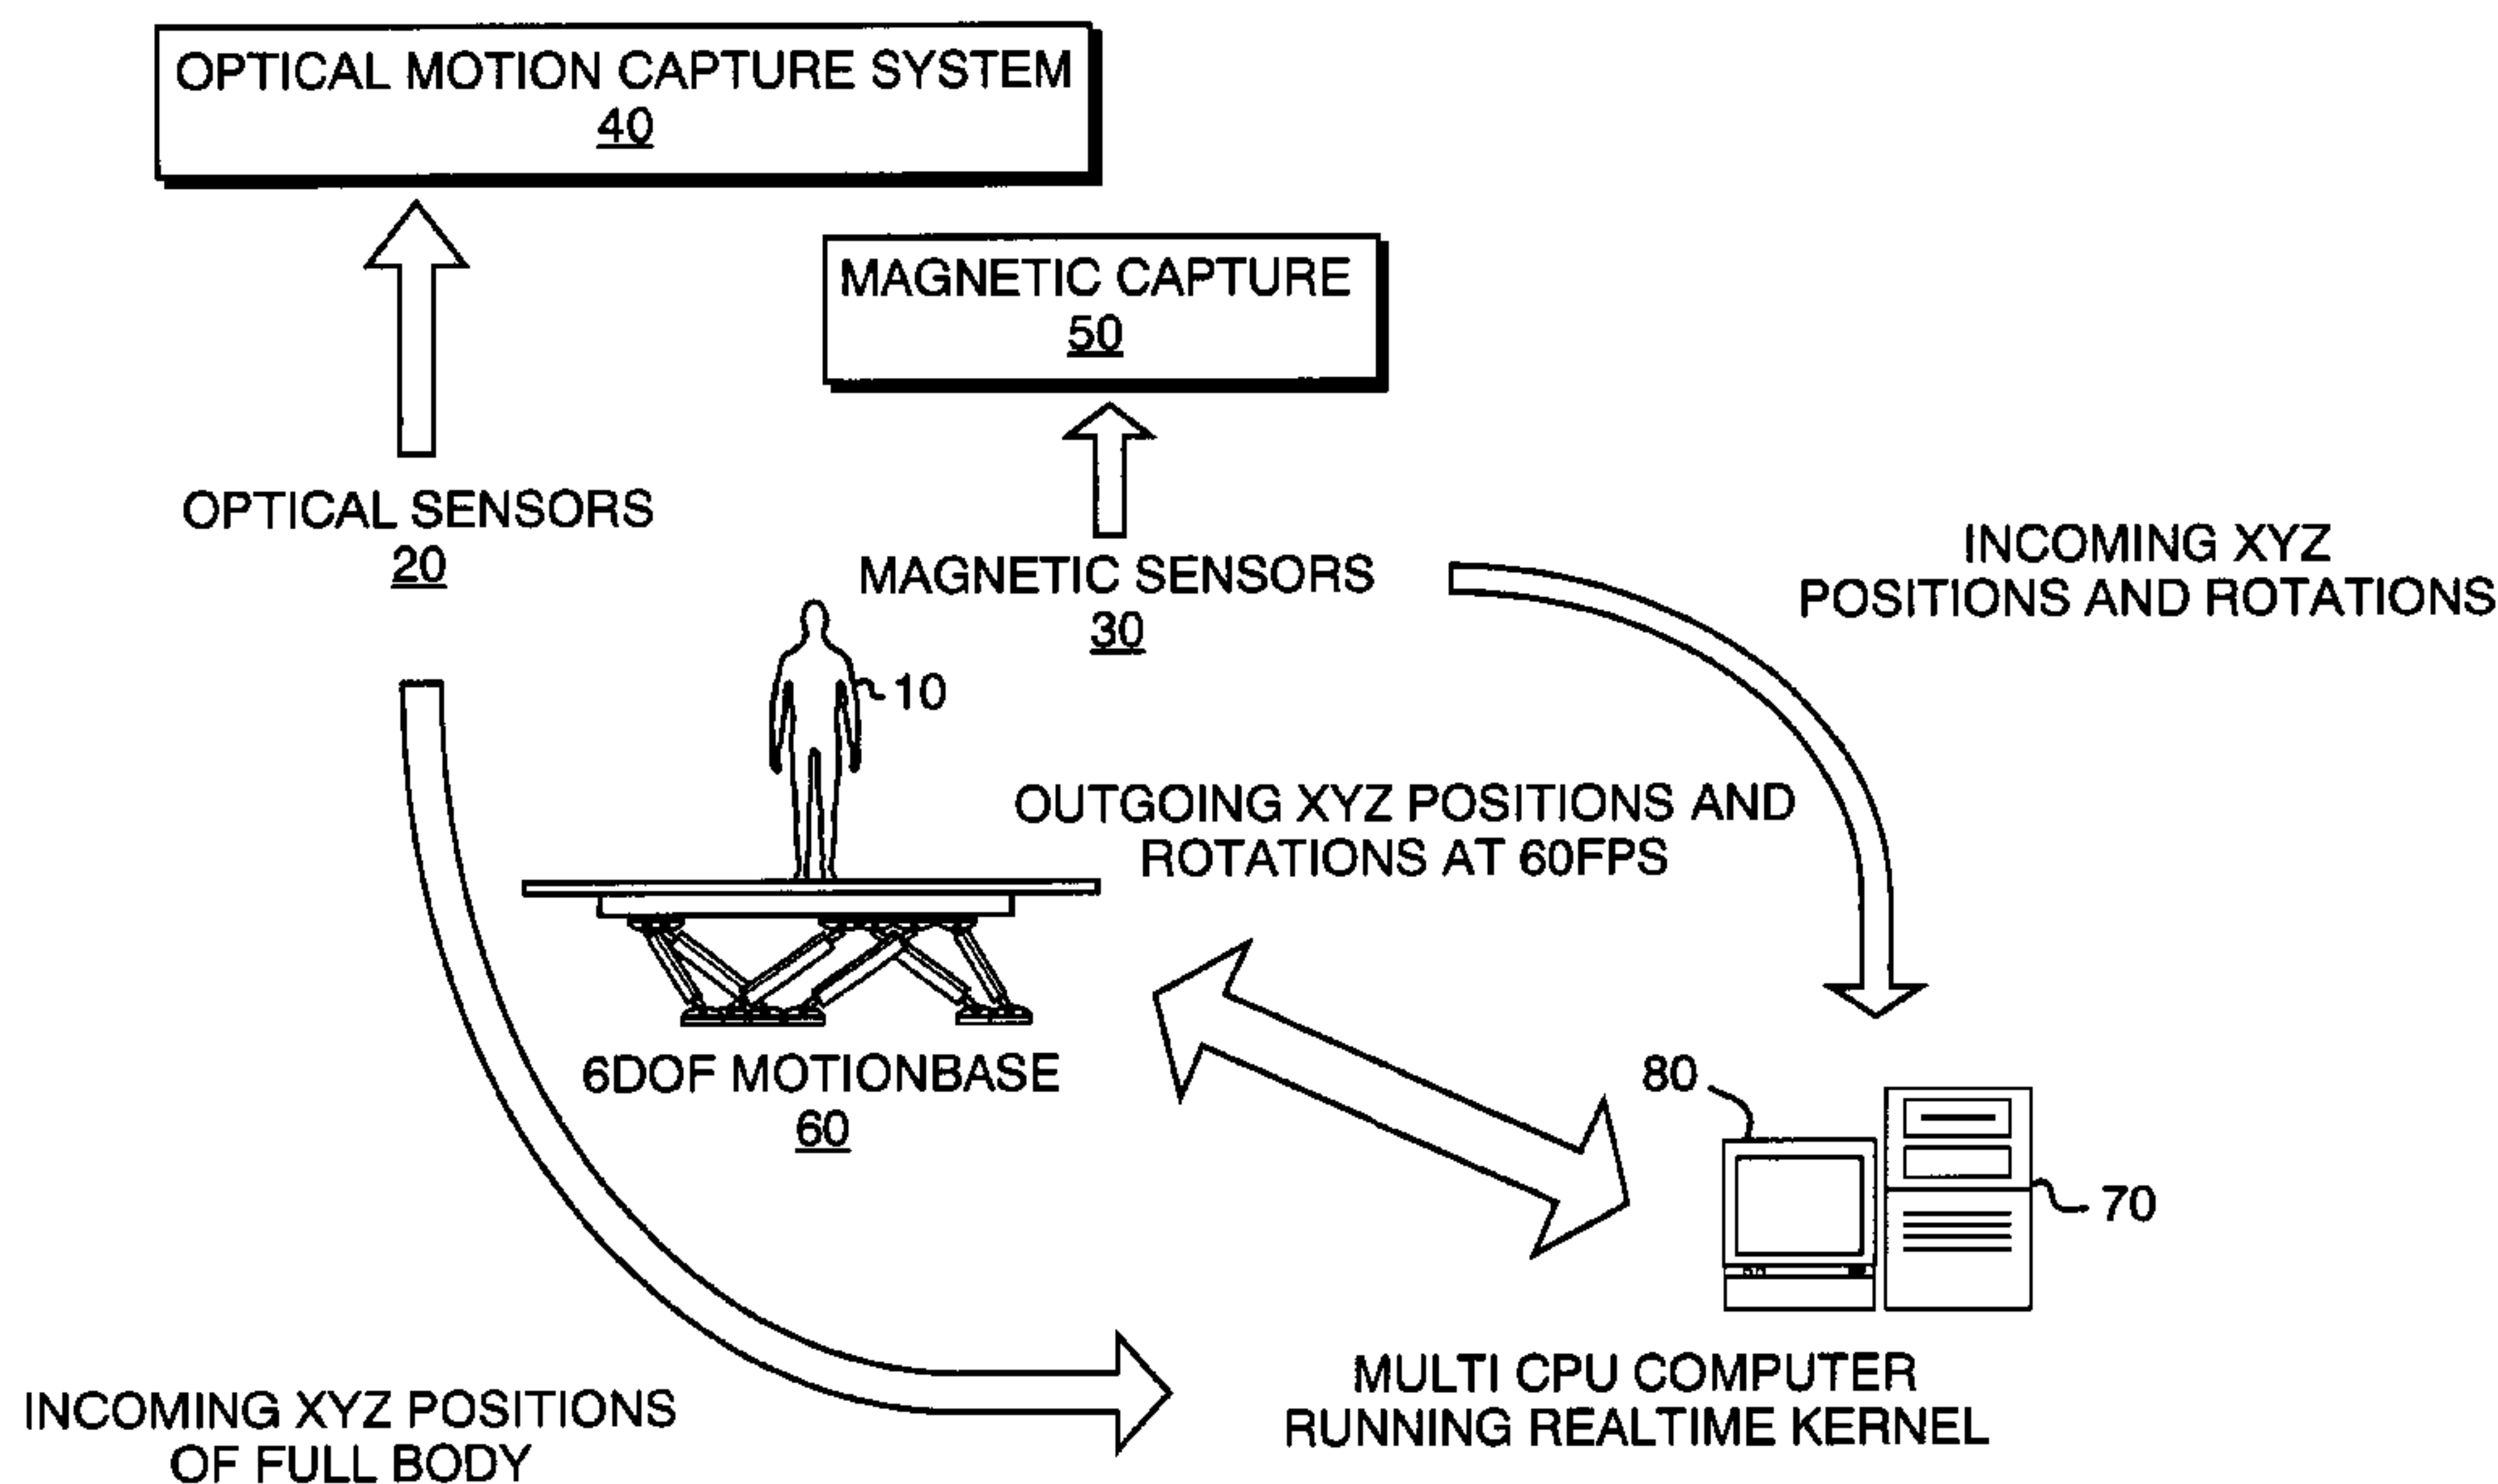 OPTICAL MOTION CAPTURE SYSTEM
40
MAGNETIC CAPTURE
50
OPTICAL SENSORS
20
MAGNETIC SENSORS
30
INCOMING XYZ
POSITIONS AND ROTATIONS
10
OUTGOING XYZ POSITIONS AND
ROTATIONS AT 60FPS
6DOF MOTIONBASE
60
80
70
MULTI CPU COMPUTER
RUNNING REALTIME KERNEL
INCOMING XYZ POSITIONS
OF FULL BODY